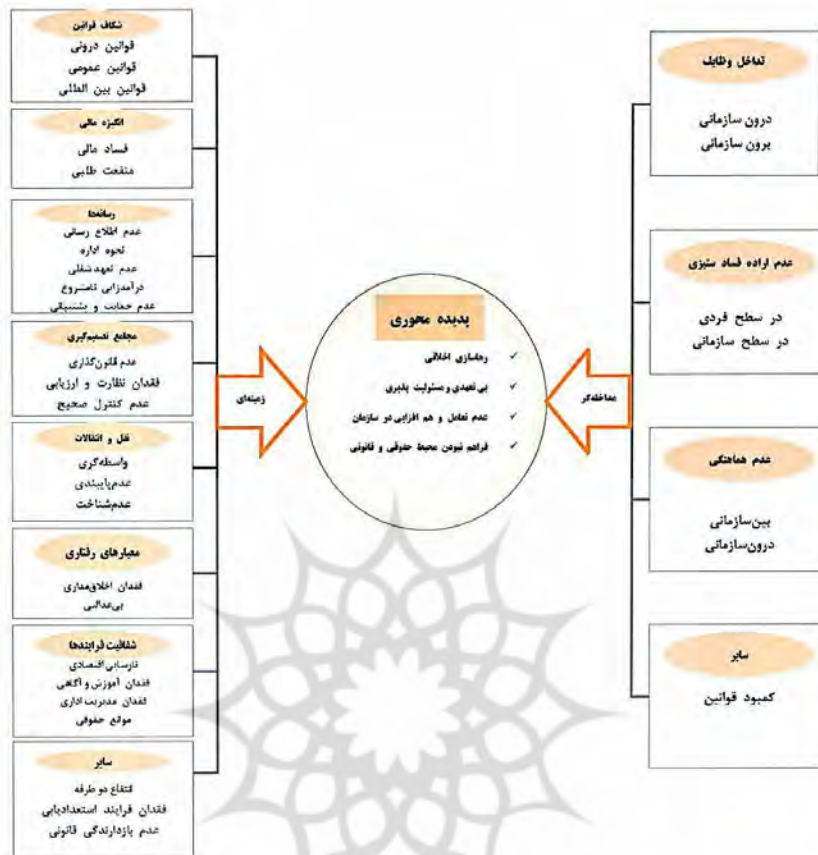 تداخل وظایف
درون سازمانی
برون سازمانی
عدم اراده فساد ستیزی
در سطح فردی
در سطح سازمانی
عدم هماهنگی
بین‌سازمانی
درون‌سازمانی
سایر
کمبود قوانین
مداخله‌گر
پدیده محوری
✓ رهاسازی اخلاقی
✓ بی‌تعهدی و مسئولیت پذیری
✓ عدم تعامل و هم افزایی در سازمان
✓ فراهم نبودن محیط حقوقی و قانونی
زمینه‌ای
شکاف قوانین
قوانین درونی
قوانین عمومی
قوانین بین المللی
انگیزه مالی
فساد مالی
منفعت طلبی
رسانه‌ها
عدم اطلاع رسانی
نحوه اداره
عدم تعهد شغلی
درآمدزایی نامشروع
عدم حمایت و پشتیبانی
مجامع تصمیم‌گیری
عدم قانون‌گذاری
فقدان نظارت و ارزیابی
عدم کنترل صحیح
نقل و انتقالات
واسطه‌گری
عدم‌پایبندی
عدم‌شناخت
معیارهای رفتاری
فقدان اخلاق‌مداری
بی‌عدالتی
شفافیت فرایندها
نارسایی اقتصادی
فقدان آموزش و آگاهی
فقدان مدیریت اداری
موانع حقوقی
سایر
انتفاع دو طرفه
فقدان فرایند استعدادیابی
عدم بازدارندگی قانونی